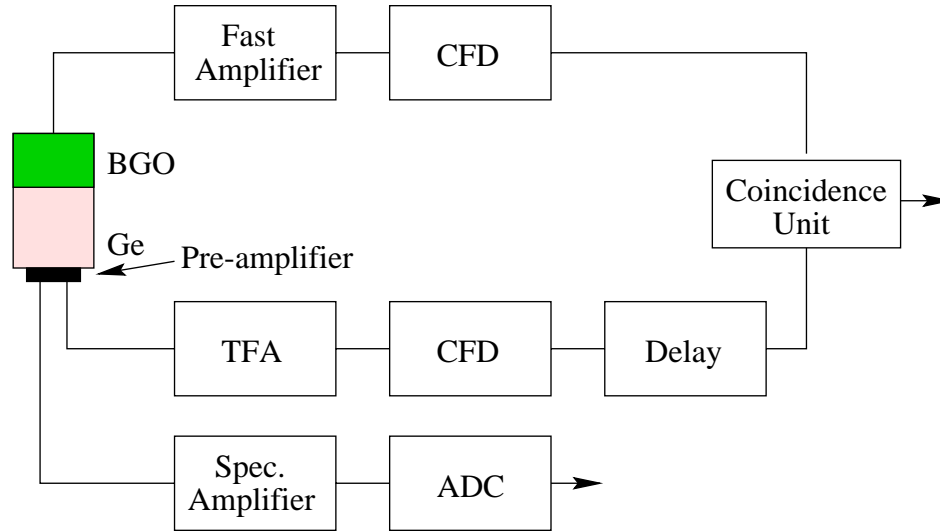 Fast
Amplifier
CFD
BGO
Coincidence
Unit
Ge
Pre-amplifier
TFA
CFD
Delay
Spec.
Amplifier
ADC